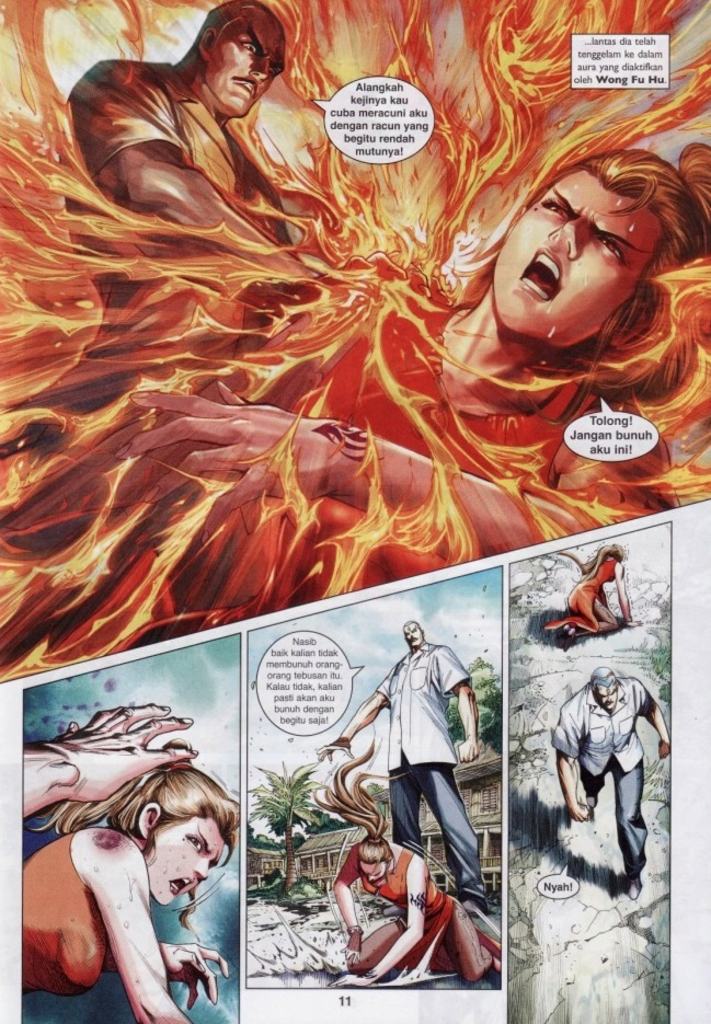 ...lantas dia telah
tenggelam ke dalam
aura yang diaktifkan
oleh Wong Fu Hu.
Alangkah
kejinya kau
cuba meracuni aku
dengan racun yang
begitu rendah
mutunya!
Tolong!
Jangan bunuh
aku ini!
Nasib
baik kalian tidak
membunuh orang-
orang tebusan itu.
Kalau tidak, kalian
pasti akan aku
bunuh dengan
begitu saja!
Nyah!
11